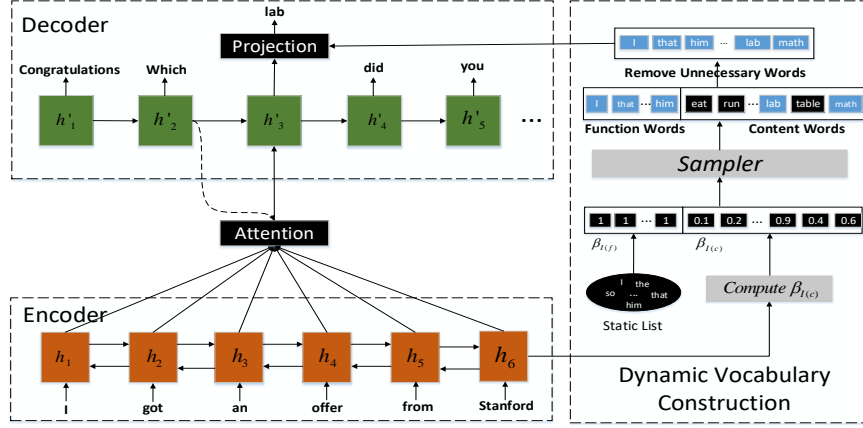 Decoder
lab
Projection
Congratulations
Which
did
you
h'1
h'2
h'3
h'4
h'5
...
Attention
Encoder
h1
h2
h3
h4
h5
h6
I
got
an
offer
from
Stanford
I that him ... lab math
Remove Unnecessary Words
I that ... him eat run ... lab table math
Function Words
Content Words
Sampler
1 1 ... 1 0.1 0.2 ... 0.9 0.4 0.6
βI(f)
βI(c)
I the
so ... that
him
Static List
Compute βI(c)
Dynamic Vocabulary
Construction